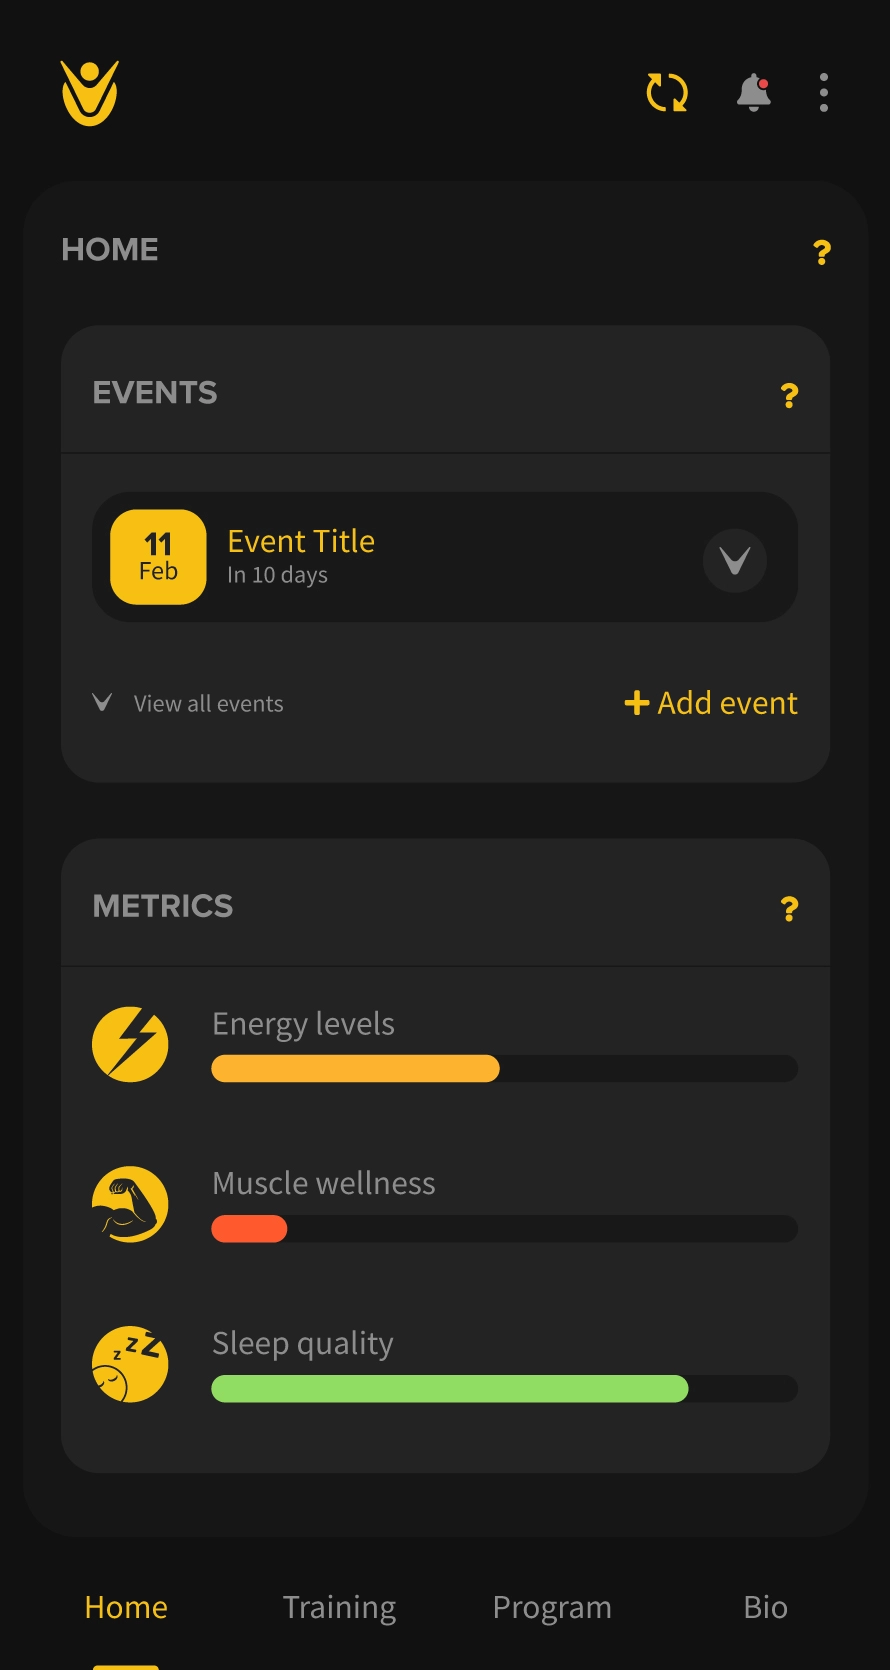 HOME
?
EVENTS
?
11
Feb
Event Title
In 10 days
View all events
Add event
METRICS
?
Energy levels
Muscle wellness
z z Z
Sleep quality
Home
Training
Program
Bio